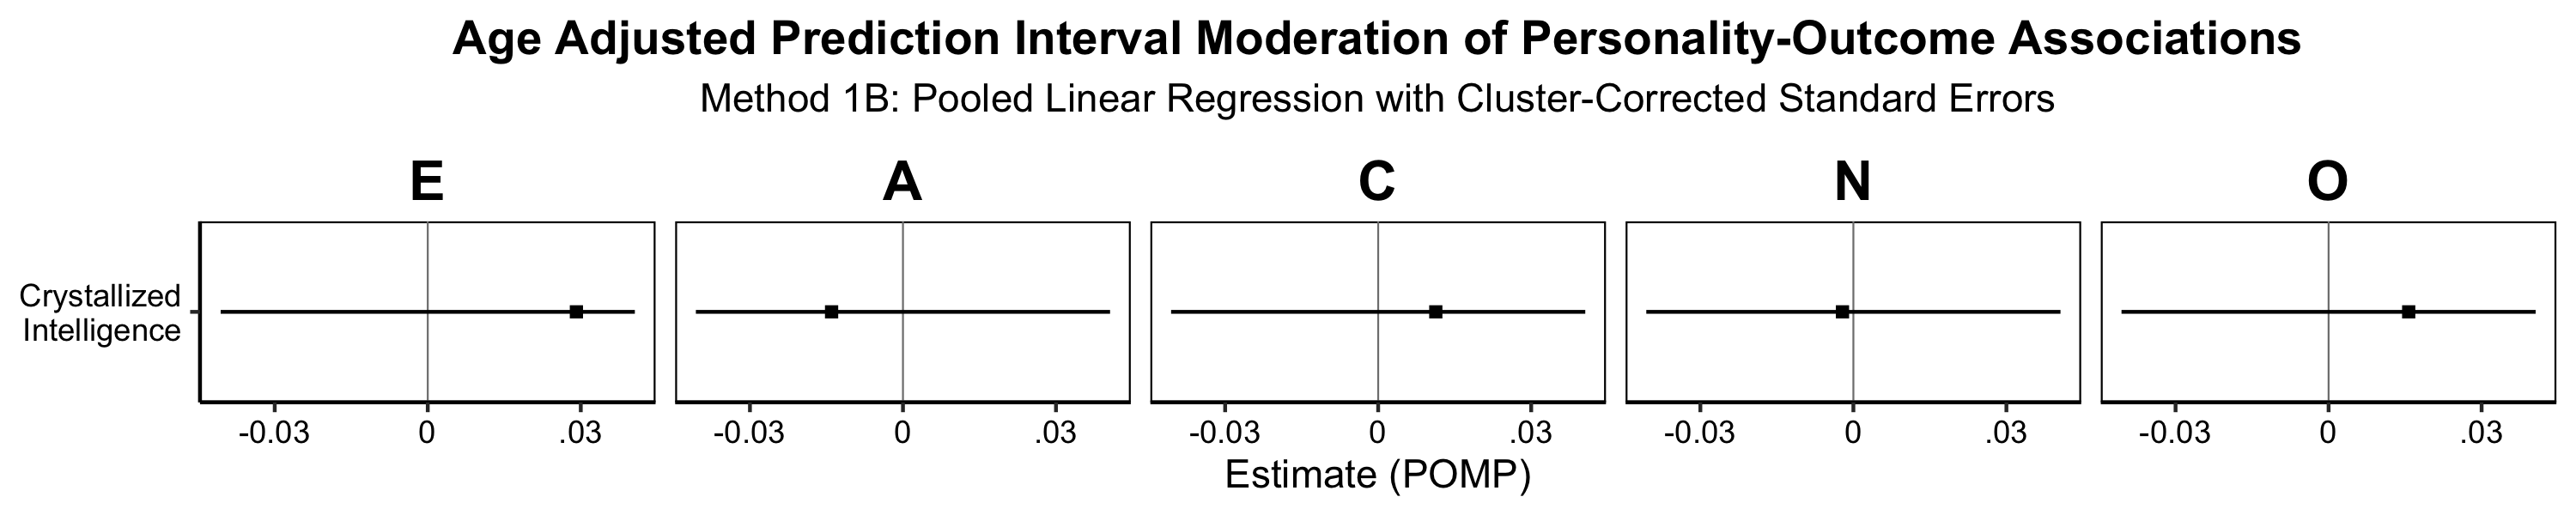 Age Adjusted Prediction Interval Moderation of Personality-Outcome Associations
Method 1B: Pooled Linear Regression with Cluster-Corrected Standard Errors
E A C N O
Crystallized
Intelligence
-0.03 0 .03 -0.03 0 .03 -0.03 0 .03 -0.03 0 .03 -0.03 0 .03
Estimate (POMP)